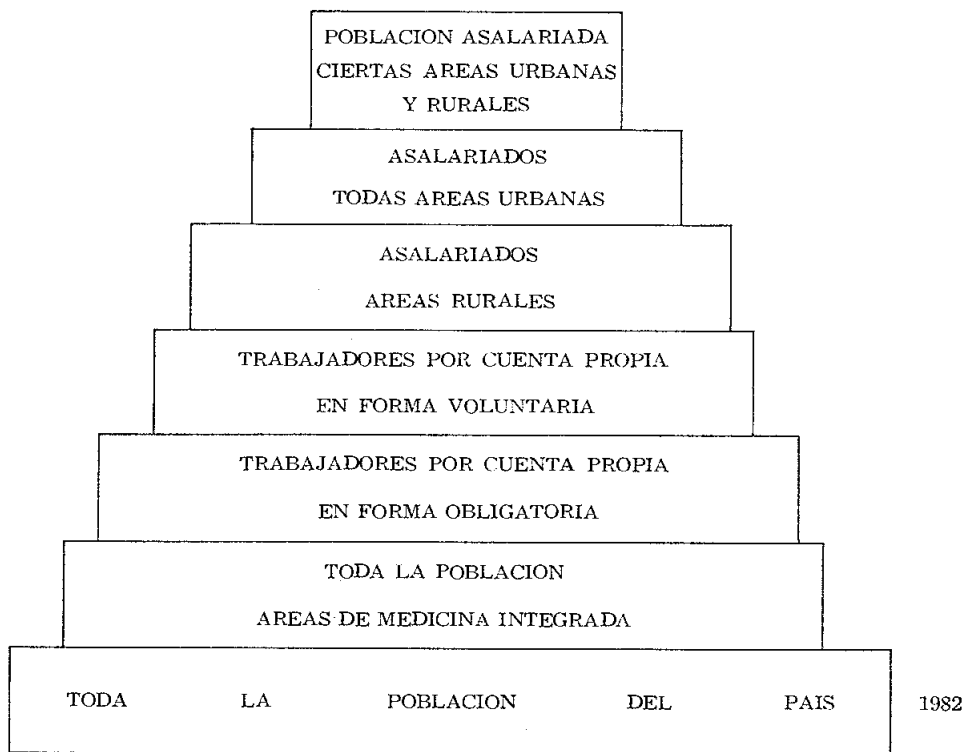 POBLACION ASALARIADA
CIERTAS AREAS URBANAS
Y RURALES
ASALARIADOS
TODAS AREAS URBANAS
ASALARIADOS
AREAS RURALES
TRABAJADORES POR CUENTA PROPIA
EN FORMA VOLUNTARIA
TRABAJADORES POR CUENTA PROPIA
EN FORMA OBLIGATORIA
TODA LA POBLACION
AREAS DE MEDICINA INTEGRADA
TODA LA POBLACION DEL PAIS 1982